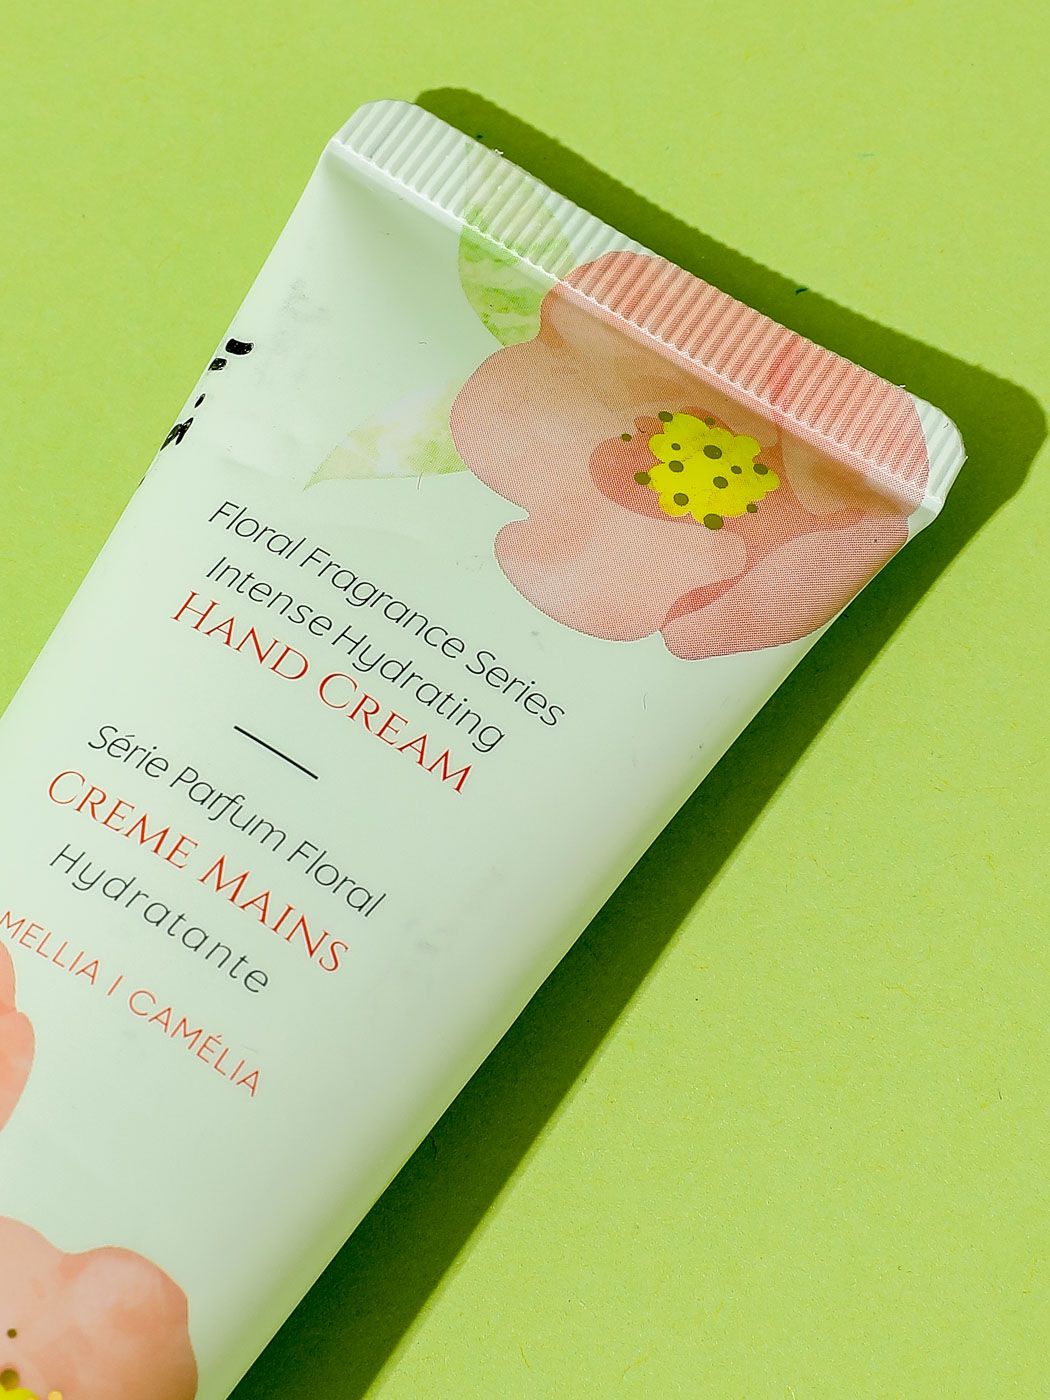 Floral Fragrance Series
Intense Hydrating
HAND CREAM
Série Parfum Floral
CREME MAINS
Hydratante
MELLIA | CAMÉLIA